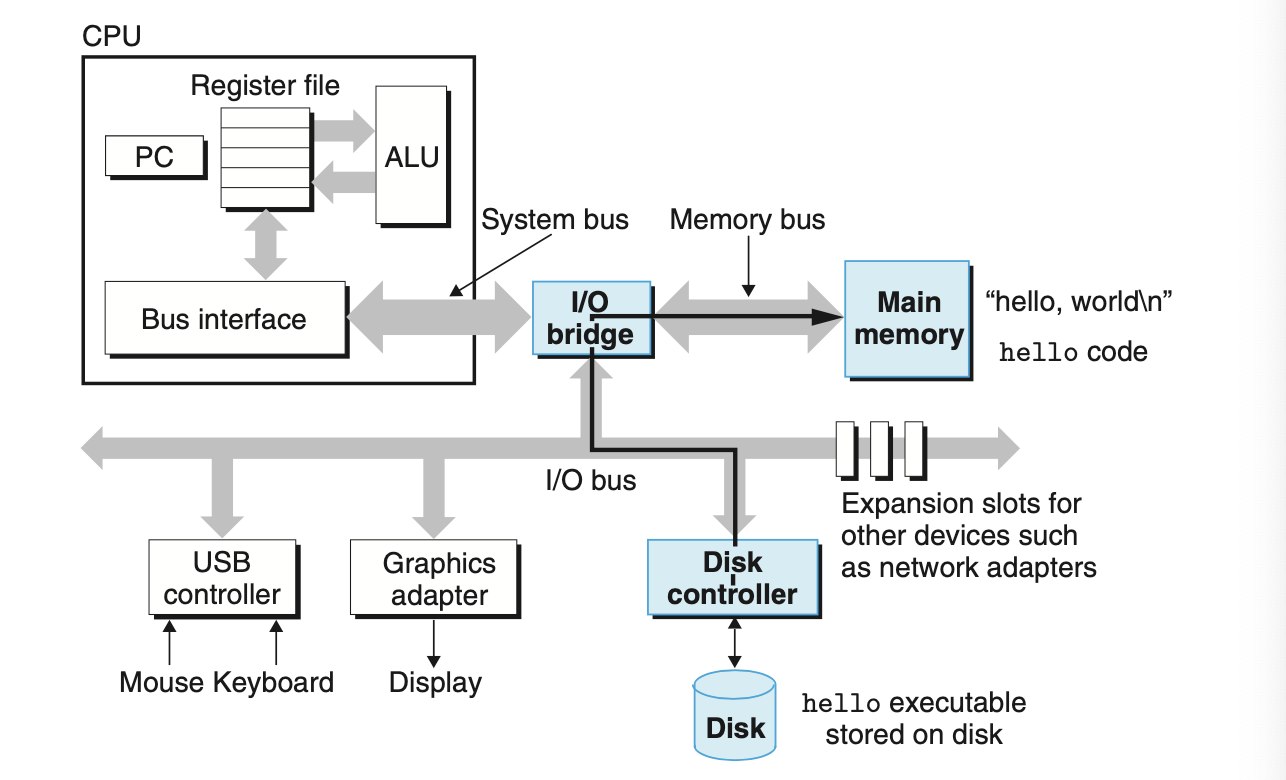 CPU
Register file
PC
ALU
System bus
Memory bus
Bus interface
I/O
bridge
Main
memory
“hello, world\n”
hello code
I/O bus
Expansion slots for
other devices such
as network adapters
USB
controller
Graphics
adapter
Disk
controller
Mouse Keyboard
Display
Disk
hello executable
stored on disk